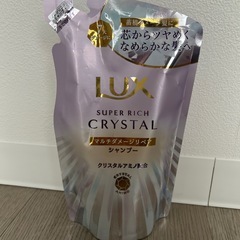 芯からツヤめく
なめらかな髪へ
LUX
SUPER RICH
CRYSTAL
マルチダメージリペア
シャンプー
クリスタルアミノ